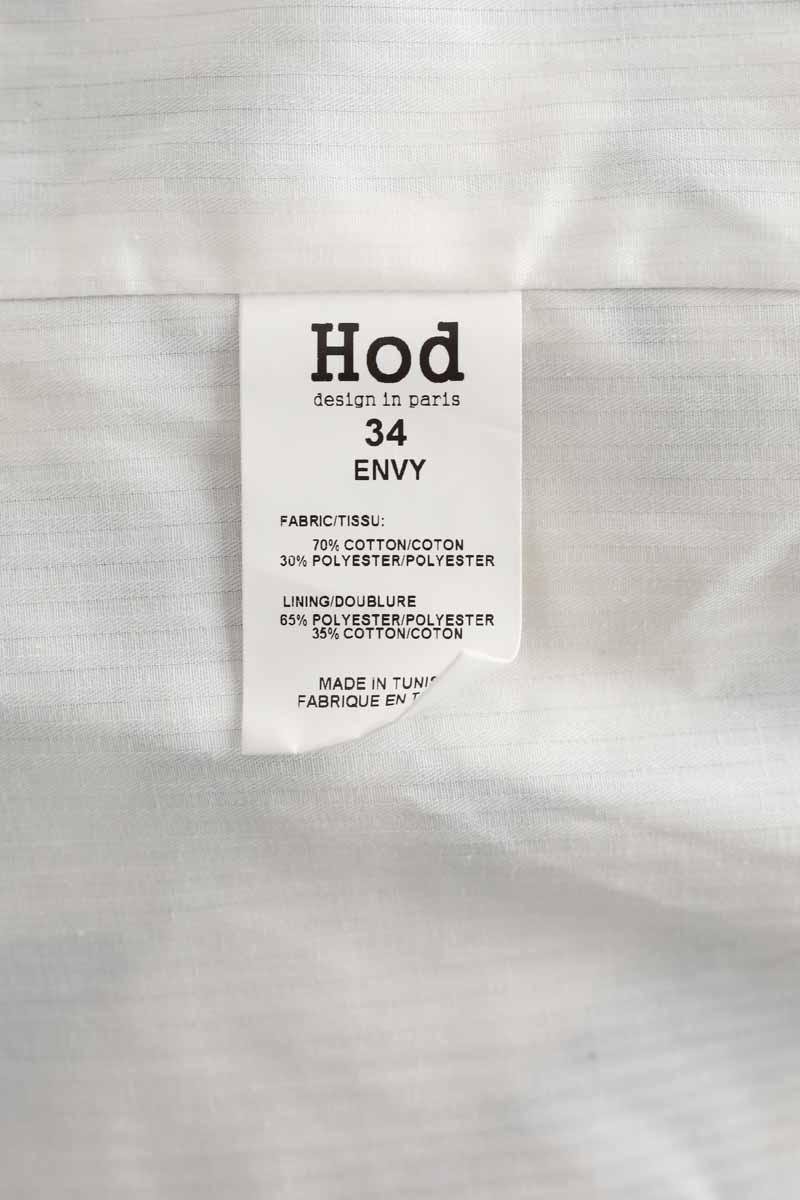 Hod
design in paris
34
ENVY
FABRIC/TISSU:
70% COTTON/COTON
30% POLYESTER/POLYESTER
LINING/DOUBLURE
65% POLYESTER/POLYESTER
35% COTTON/COTON
MADE IN
FABRIQUE EN